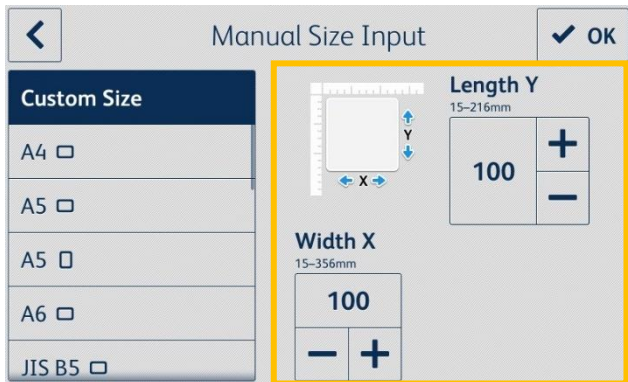 Manual Size Input
OK
Custom Size
A4
A5
A5
A6
JIS B5
Y
X
Length Y
15–216mm
100
+
−
Width X
15–356mm
100
− +